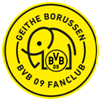 GEITHE BORUSSEN
BVB
09
BVB 09 FANCLUB